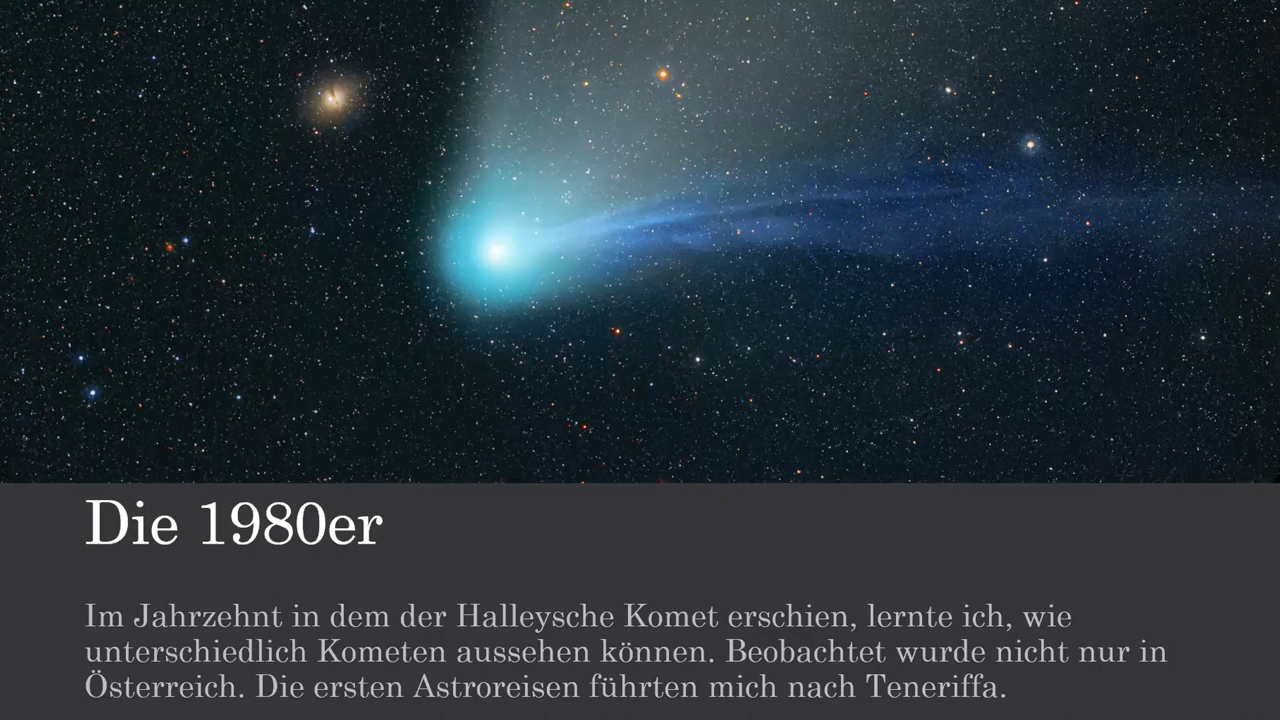 Die 1980er
Im Jahrzehnt in dem der Halleysche Komet erschien, lernte ich, wie
unterschiedlich Kometen aussehen können. Beobachtet wurde nicht nur in
Österreich. Die ersten Astroreisen führten mich nach Teneriffa.